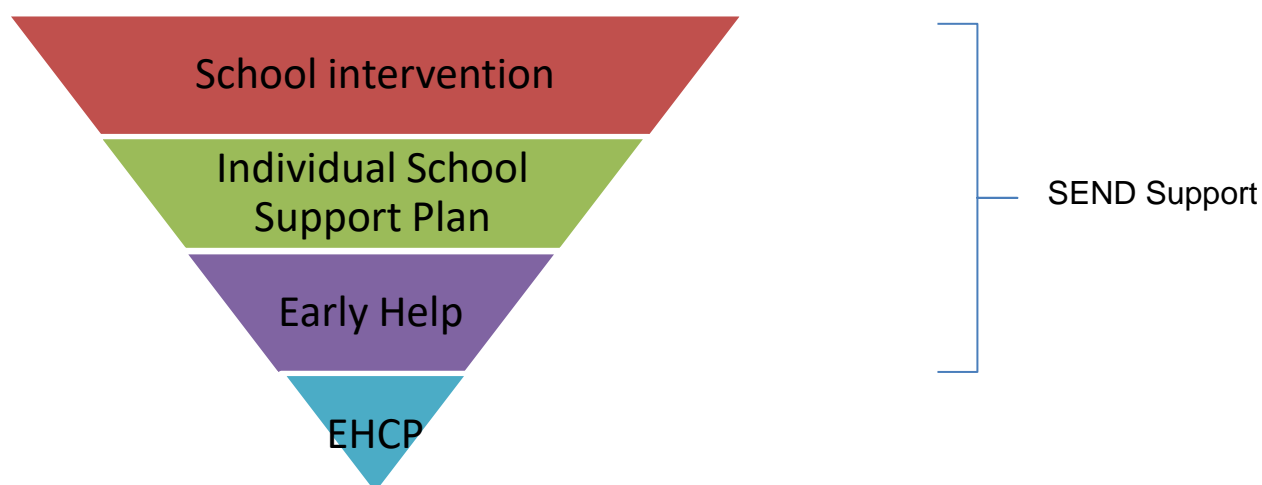 School intervention
Individual School
Support Plan
SEND Support
Early Help
EHCP